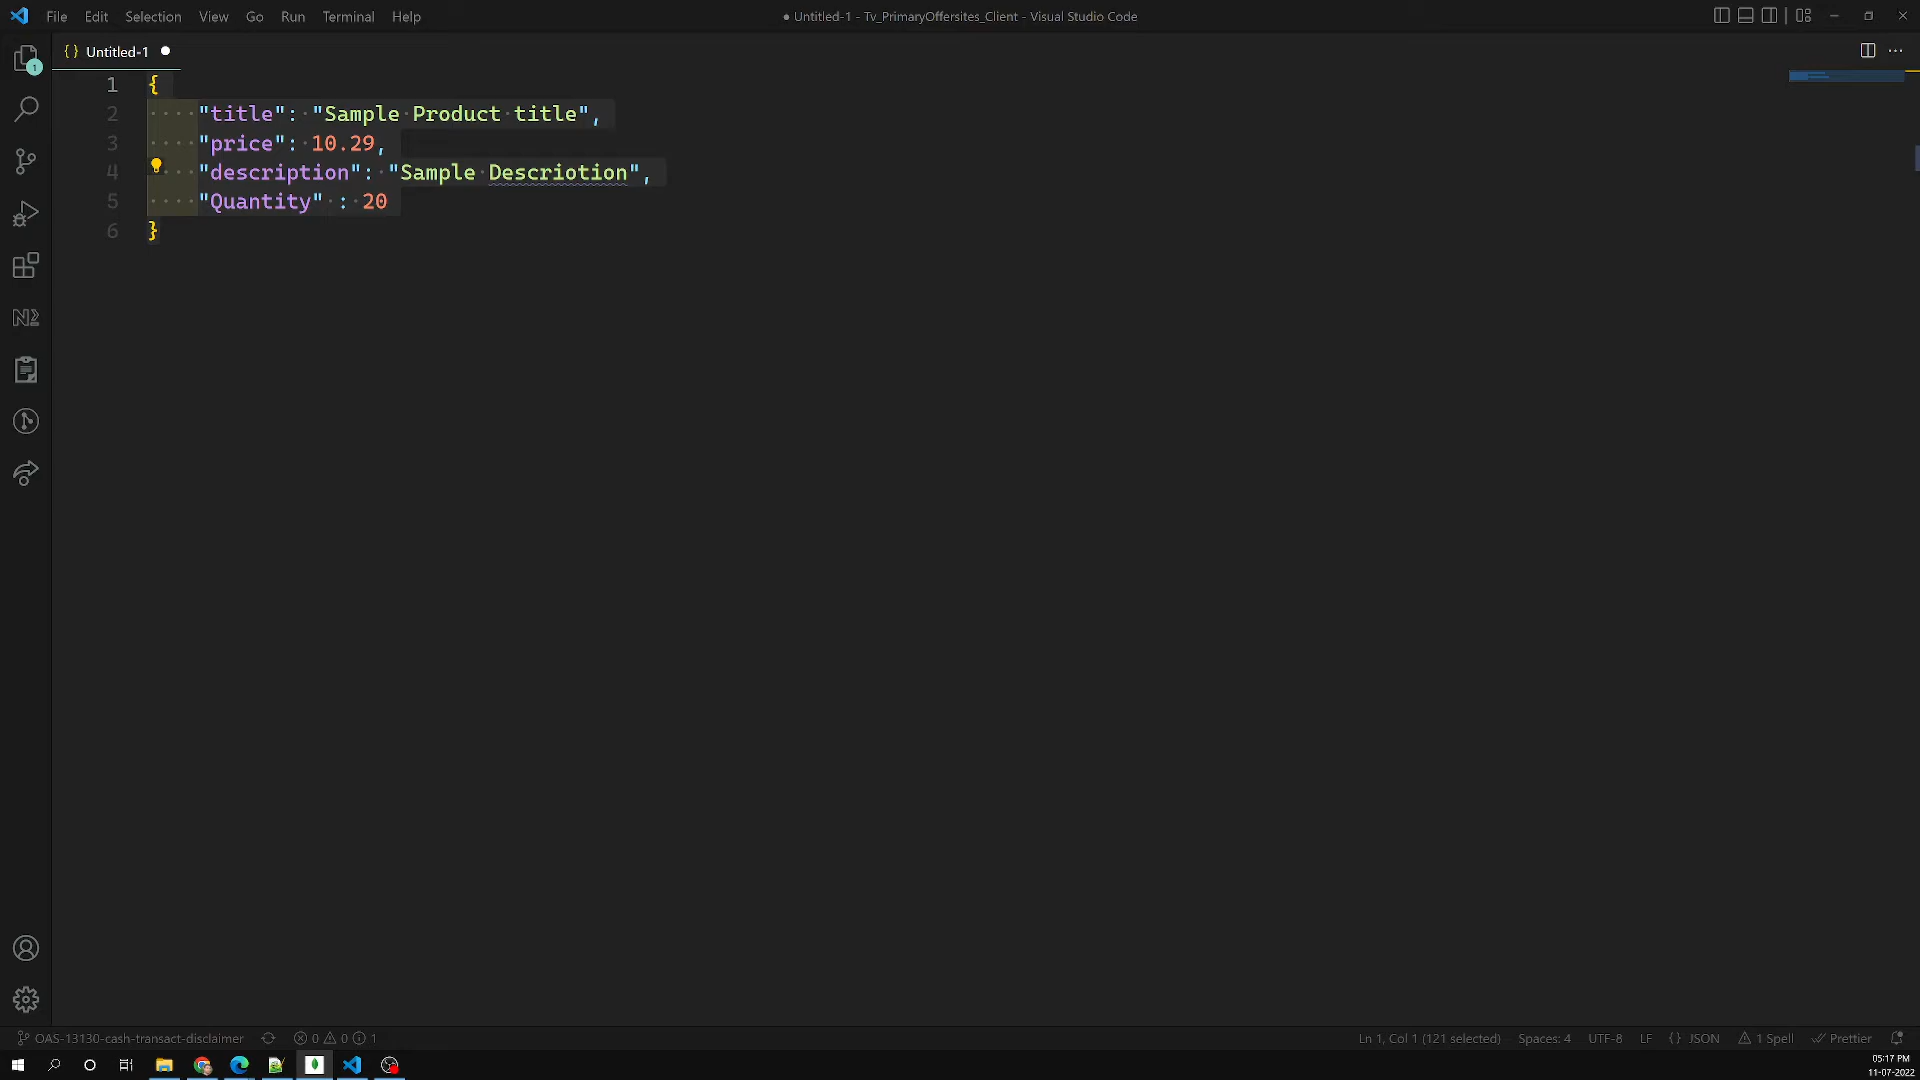 File Edit Selection View Go Run Terminal Help
● Untitled-1 - Tv_PrimaryOffersites_Client - Visual Studio Code
{} Untitled-1 ●
1 {
2 ····"title":·"Sample·Product·title",
3 ····"price":·10.29,
4 ····"description":·"Sample·Descriotion",
5 ····"Quantity"·:·20
6 }
1
OAS-13130-cash-transact-disclaimer 0 0 1
Ln 1, Col 1 (121 selected) Spaces: 4 UTF-8 LF {} JSON 1 Spell Prettier
05:17 PM
11-07-2022